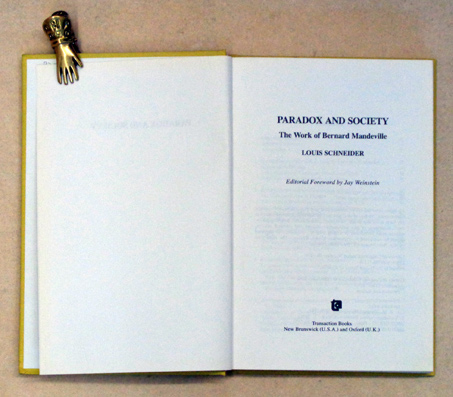 PARADOX AND SOCIETY
The Work of Bernard Mandeville
LOUIS SCHNEIDER
Editorial Foreword by Jay Weinstein
Transaction Books
New Brunswick (U.S.A.) and Oxford (U.K.)